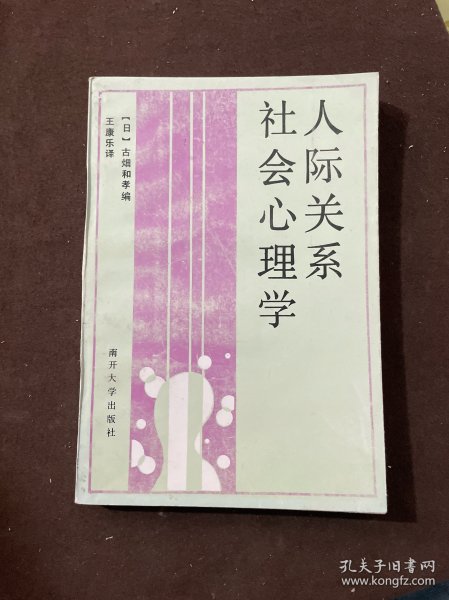 人际关系
社会心理学
【日】古畑和孝编
王康乐译
南开大学出版社
孔夫子旧书网
www.kongfz.com